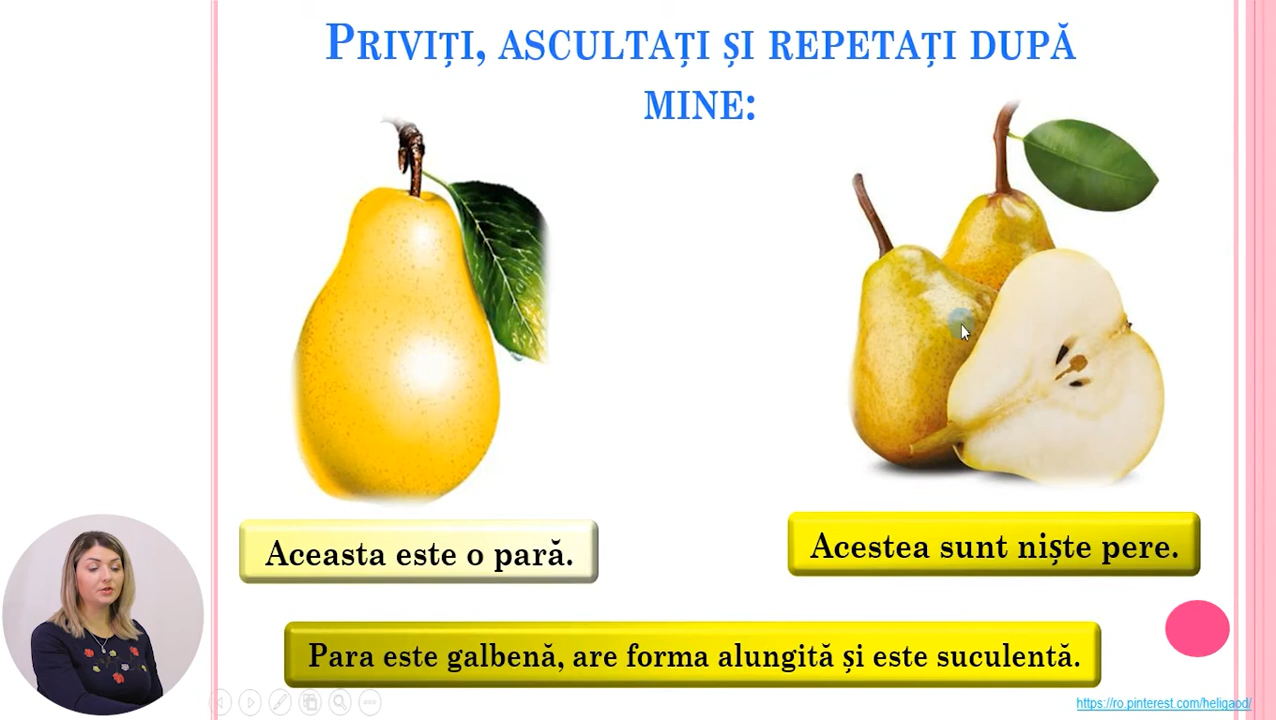 Priviți, ascultați și repetați după
mine:
Aceasta este o pară.
Acestea sunt niște pere.
Para este galbenă, are forma alungită și este suculentă.
https://ro.pinterest.com/heligaod/